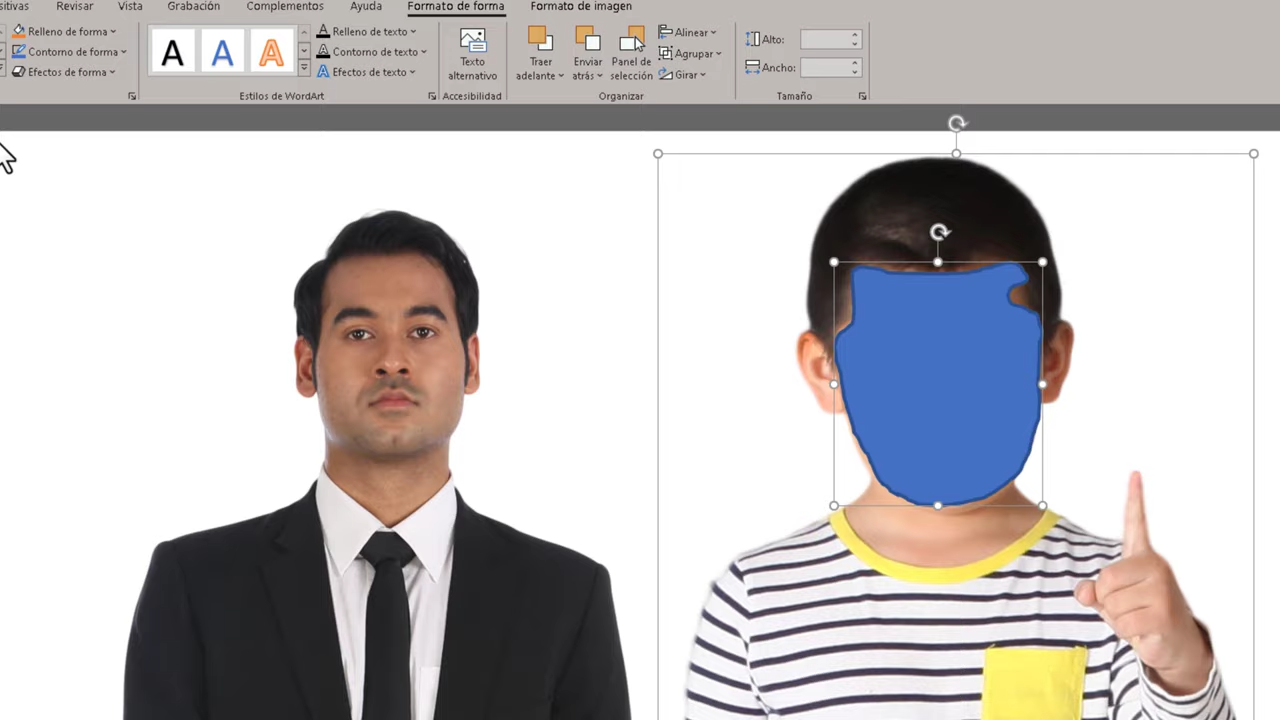 Revisar Vista Grabación Complementos Ayuda Formato de forma Formato de imagen
Relleno de forma
Contorno de forma
Efectos de forma
A A A
Relleno de texto
Contorno de texto
Efectos de texto
Estilos de WordArt
Texto
alternativo
Accesibilidad
Traer
adelante
Enviar
atrás
Panel de
selección
Alinear
Agrupar
Girar
Organizar
Alto:
Ancho:
Tamaño